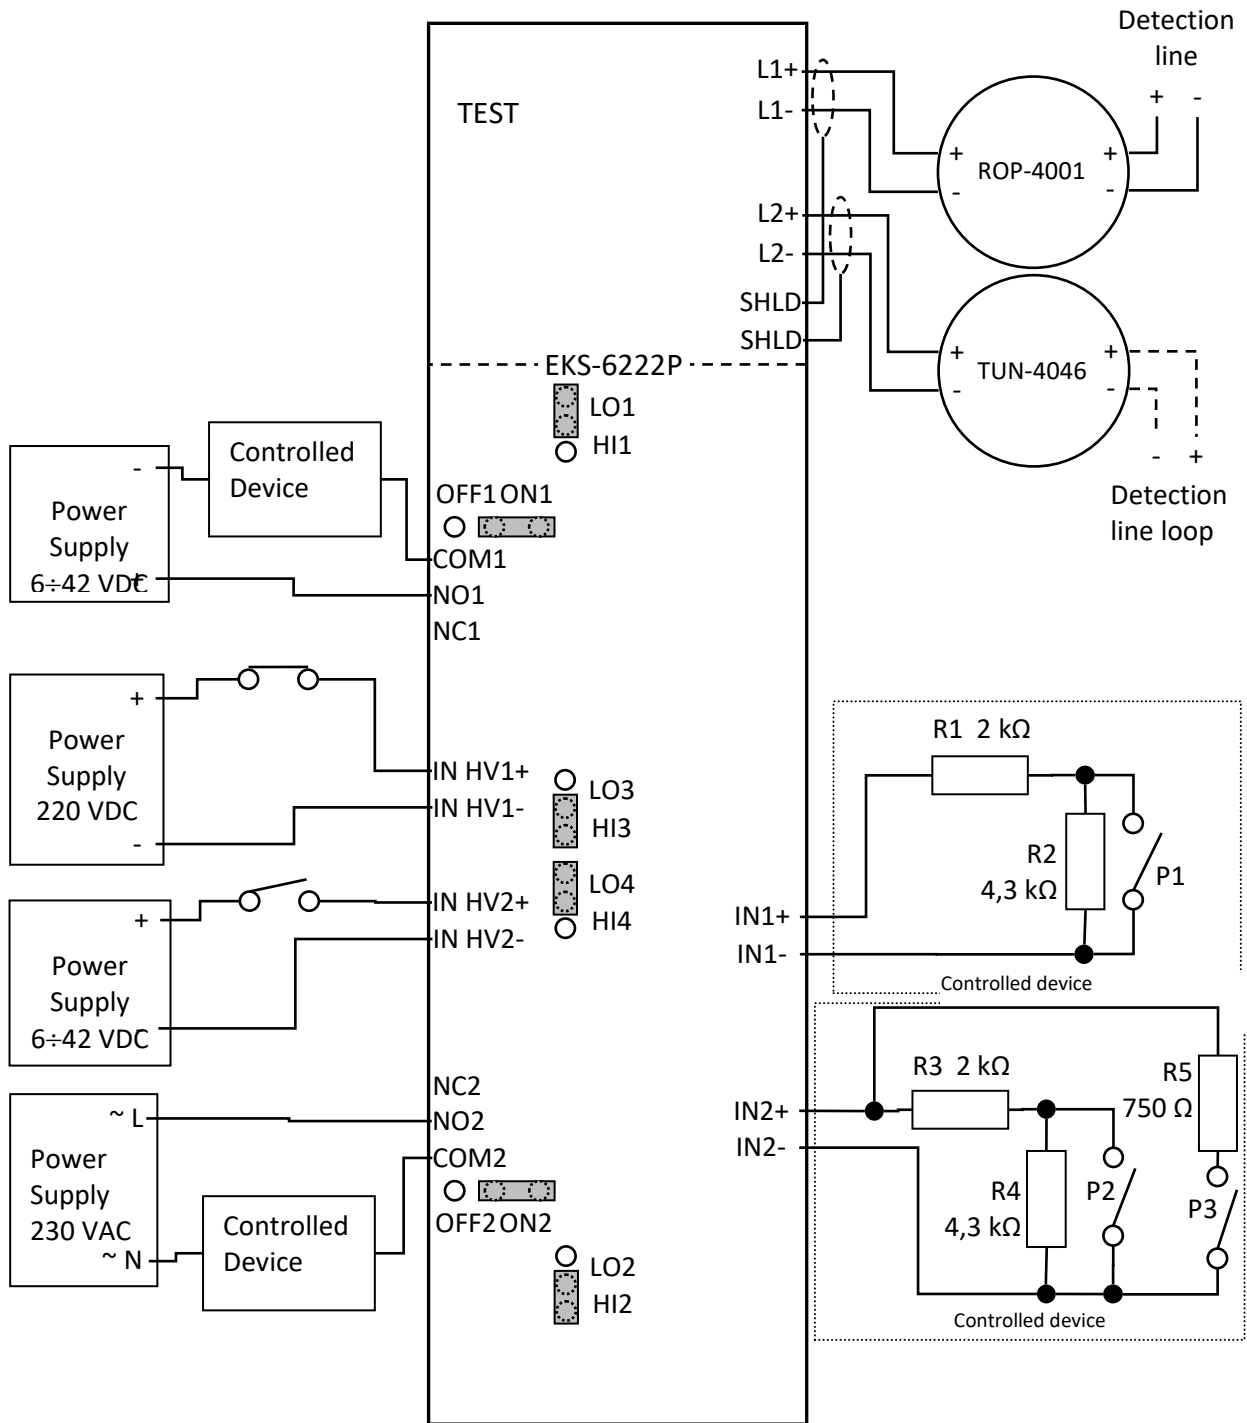 Detection
line
+ -
L1+
L1-
TEST
+ ROP-4001 +
- -
L2+
L2-
SHLD
SHLD
EKS-6222P
+ TUN-4046 +
- -
- +
Detection
line loop
LO1
HI1
Controlled
Device
-
Power
Supply
6÷42 VDC
+
OFF1 ON1
COM1
NO1
NC1
+
Power
Supply
220 VDC
-
IN HV1+
IN HV1-
LO3
HI3
LO4
HI4
+
Power
Supply
6÷42 VDC
-
IN HV2+
IN HV2-
R1 2 kΩ
R2
4,3 kΩ
P1
IN1+
IN1-
Controlled device
NC2
NO2
COM2
~ L
Power
Supply
230 VAC
~ N
Controlled
Device
OFF2 ON2
LO2
HI2
R3 2 kΩ
R5
750 Ω
IN2+
IN2-
R4
4,3 kΩ
P2
P3
Controlled device